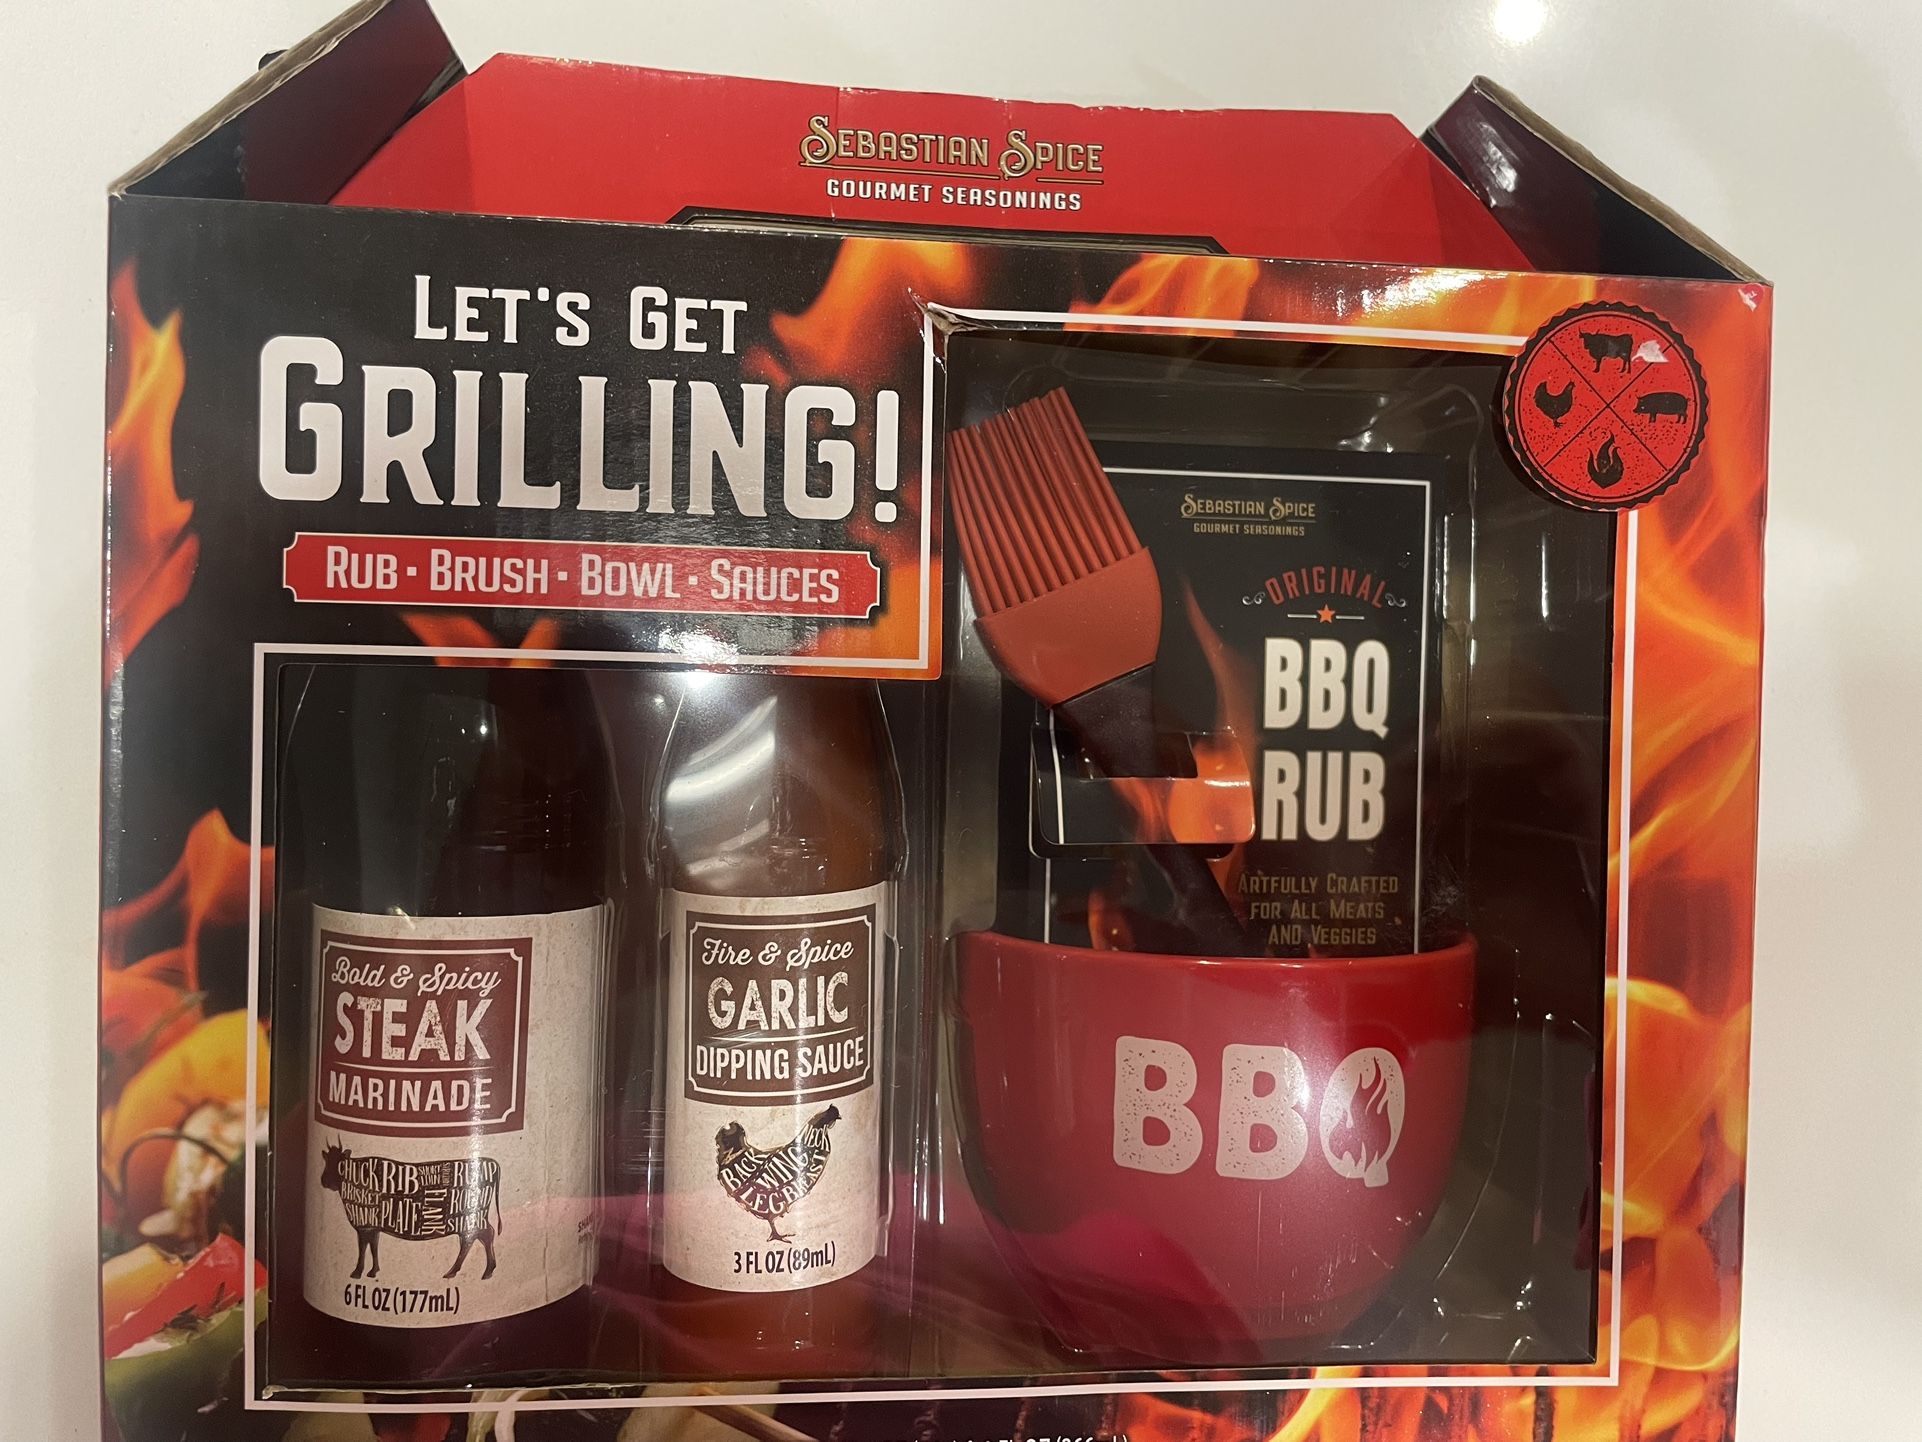 SEBASTIAN SPICE
GOURMET SEASONINGS
LET'S GET
GRILLING!
RUB · BRUSH · BOWL · SAUCES
SEBASTIAN SPICE
GOURMET SEASONINGS
ORIGINAL
BBQ
RUB
ARTFULLY CRAFTED
FOR ALL MEATS
AND VEGGIES
BBQ
Bold & Spicy
STEAK
MARINADE
CHUCK RIB SHORT LOIN RUMP
BRISKET PLATE FLANK ROUND
SHANK SHANK
6 FL OZ (177mL)
Fire & Spice
GARLIC
DIPPING SAUCE
NECK
BACK WING
LEG BREAST
3 FL OZ (89mL)